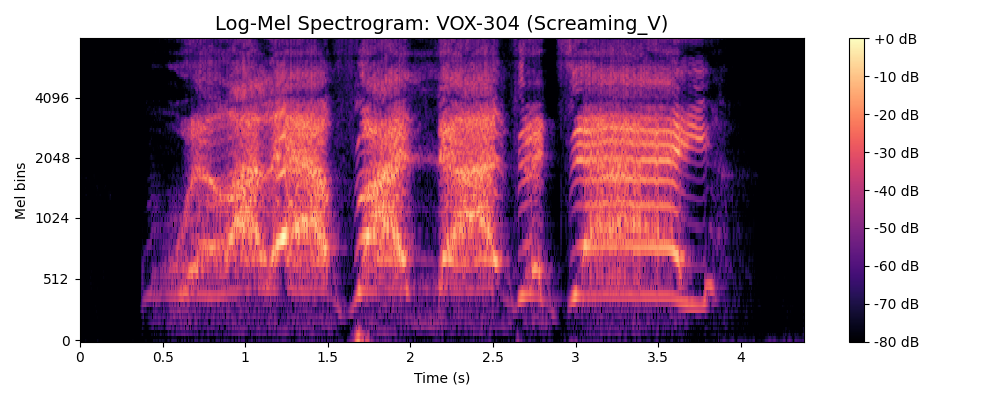 Log-Mel Spectrogram: VOX-304 (Screaming_V)
Mel bins
4096
2048
1024
512
0
0 0.5 1 1.5 2 2.5 3 3.5 4
Time (s)
+0 dB
-10 dB
-20 dB
-30 dB
-40 dB
-50 dB
-60 dB
-70 dB
-80 dB